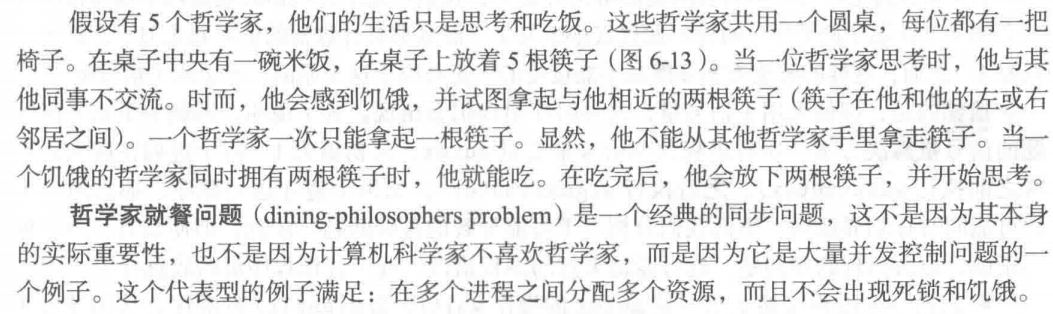 假设有 5 个哲学家，他们的生活只是思考和吃饭。这些哲学家共用一个圆桌，每位都有一把
椅子。在桌子中央有一碗米饭，在桌子上放着 5 根筷子（图 6-13）。当一位哲学家思考时，他与其
他同事不交流。时而，他会感到饥饿，并试图拿起与他相近的两根筷子（筷子在他和他的左或右
邻居之间）。一个哲学家一次只能拿起一根筷子。显然，他不能从其他哲学家手里拿走筷子。当一
个饥饿的哲学家同时拥有两根筷子时，他就能吃。在吃完后，他会放下两根筷子，并开始思考。
哲学家就餐问题（dining-philosophers problem）是一个经典的同步问题，这不是因为其本身
的实际重要性，也不是因为计算机科学家不喜欢哲学家，而是因为它是大量并发控制问题的一
个例子。这个代表型的例子满足：在多个进程之间分配多个资源，而且不会出现死锁和饥饿。